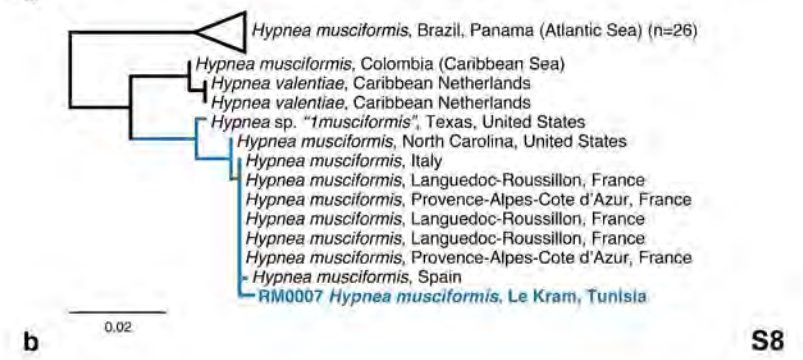 Hypnea musciformis, Brazil, Panama (Atlantic Sea) (n=26)
Hypnea musciformis, Colombia (Caribbean Sea)
Hypnea valentiae, Caribbean Netherlands
Hypnea valentiae, Caribbean Netherlands
Hypnea sp. "1musciformis", Texas, United States
Hypnea musciformis, North Carolina, United States
Hypnea musciformis, Italy
Hypnea musciformis, Languedoc-Roussillon, France
Hypnea musciformis, Provence-Alpes-Cote d'Azur, France
Hypnea musciformis, Languedoc-Roussillon, France
Hypnea musciformis, Languedoc-Roussillon, France
Hypnea musciformis, Provence-Alpes-Cote d'Azur, France
Hypnea musciformis, Spain
RM0007 Hypnea musciformis, Le Kram, Tunisia
0.02
b
S8